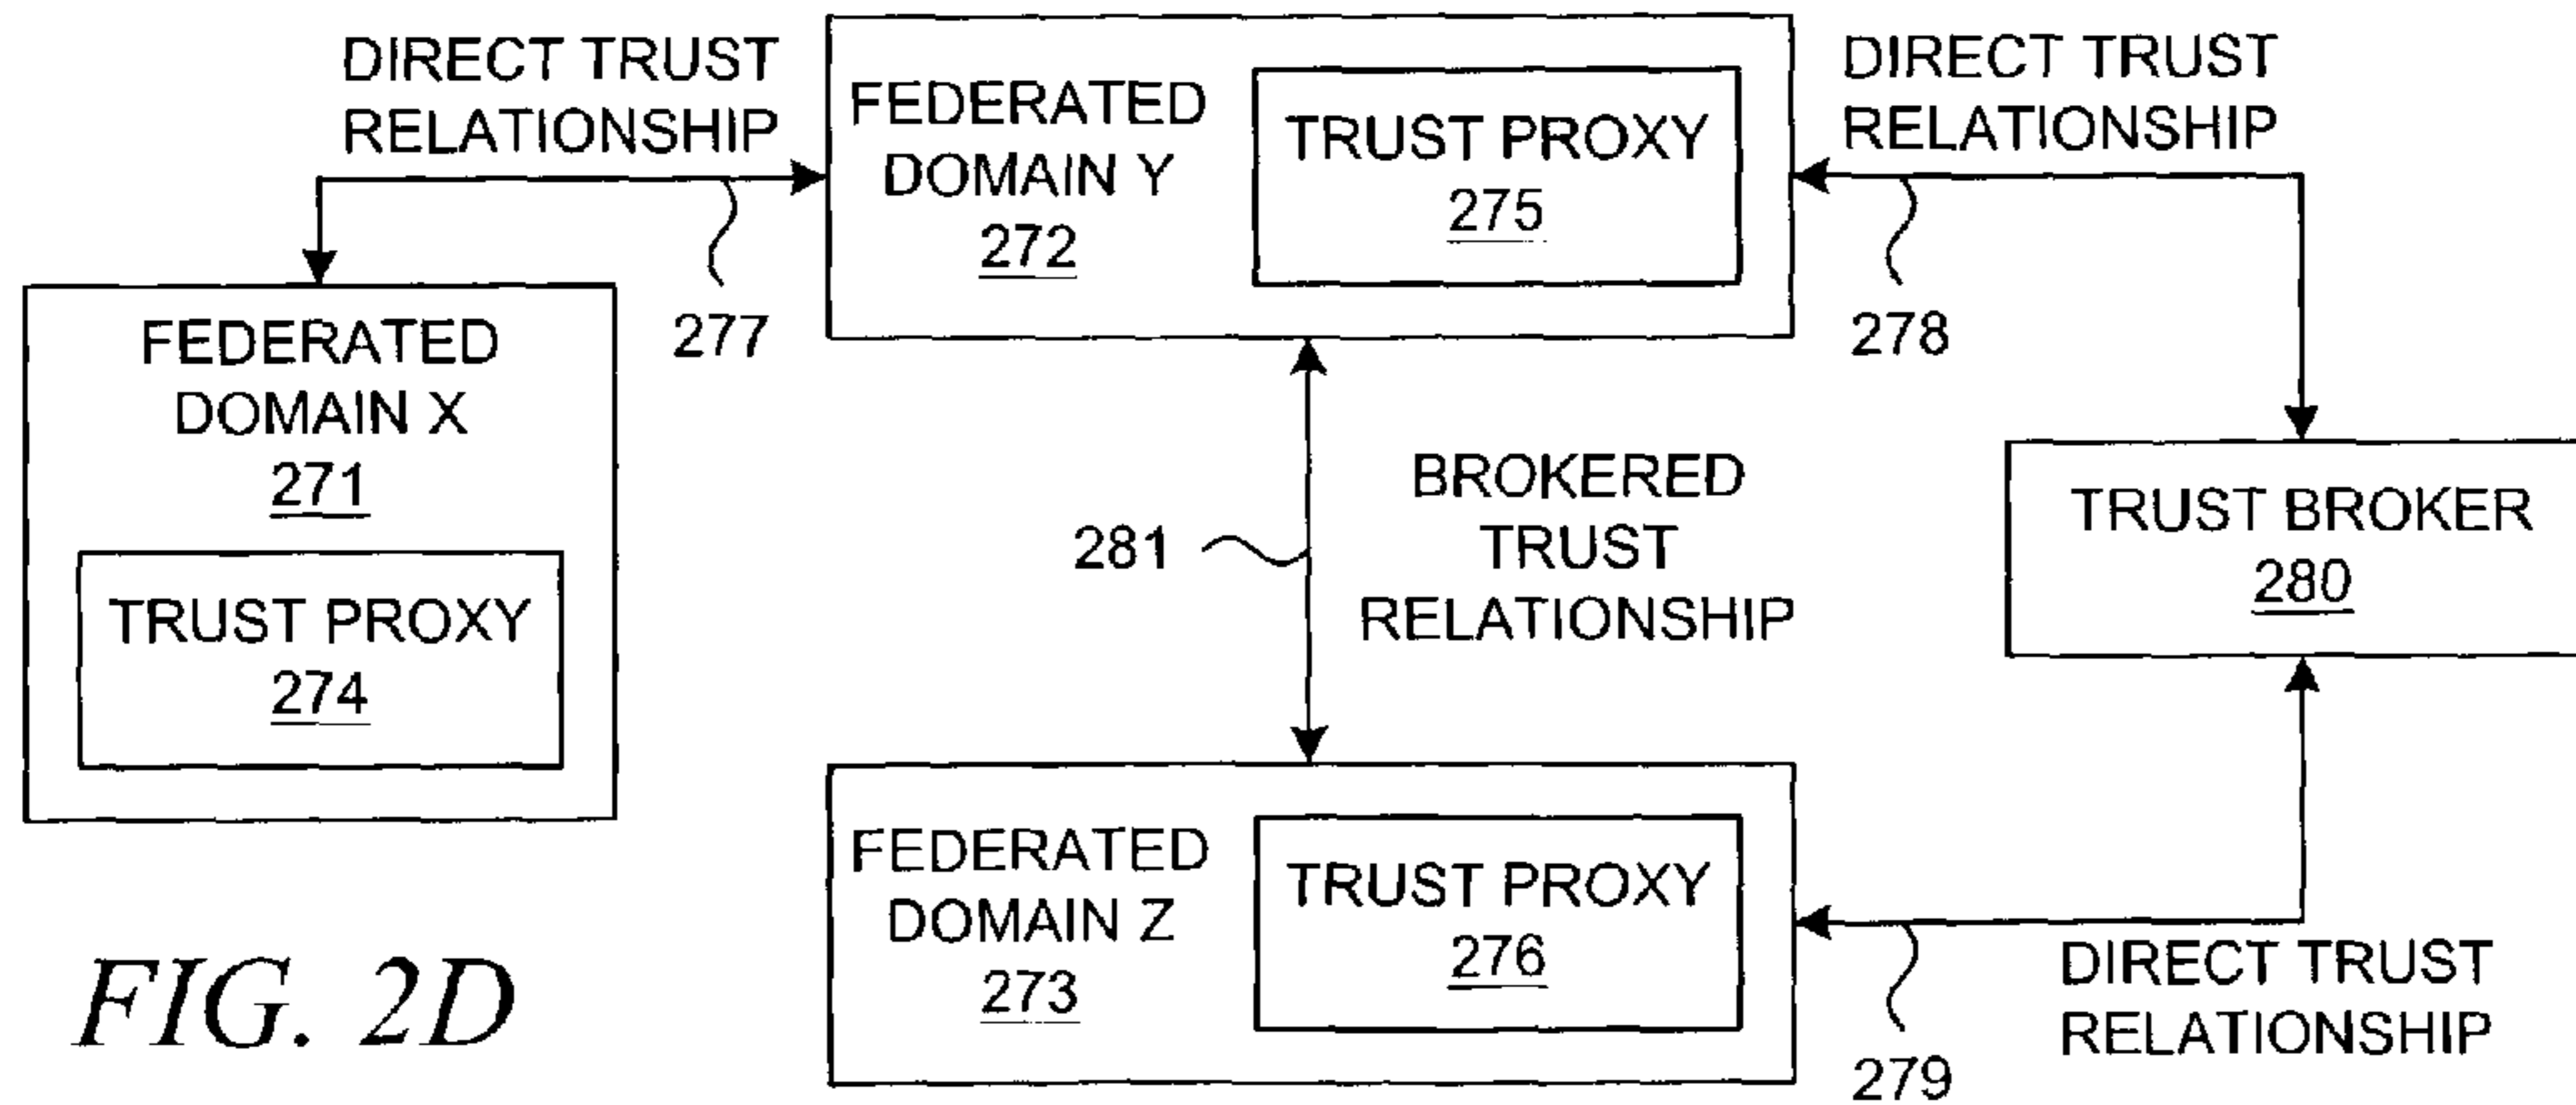 DIRECT TRUST
RELATIONSHIP
277
FEDERATED
DOMAIN X
271
TRUST PROXY
274
FEDERATED
DOMAIN Y
272
TRUST PROXY
275
DIRECT TRUST
RELATIONSHIP
278
281
BROKERED
TRUST
RELATIONSHIP
TRUST BROKER
280
FEDERATED
DOMAIN Z
273
TRUST PROXY
276
279
DIRECT TRUST
RELATIONSHIP
FIG. 2D